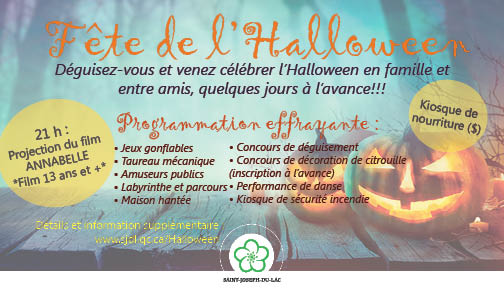 Fête de l'Halloween
Déguisez-vous et venez célébrer l'Halloween en famille et
entre amis, quelques jours à l'avance!!!
21 h :
Projection du film
ANNABELLE
*Film 13 ans et +*
Programmation effrayante :
• Jeux gonflables
• Taureau mécanique
• Amuseurs publics
• Labyrinthe et parcours
• Maison hantée
• Concours de déguisement
• Concours de décoration de citrouille
(inscription à l'avance)
• Performance de danse
• Kiosque de sécurité incendie
Kiosque de
nourriture ($)
Détails et information supplémentaire
www.sjdl.qc.ca/Halloween
SAINT-JOSEPH-DU-LAC